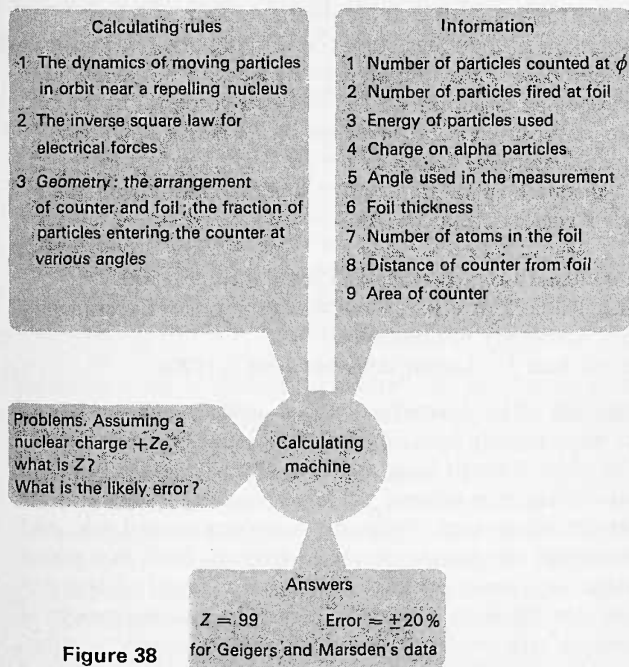 Calculating rules
1 The dynamics of moving particles
in orbit near a repelling nucleus
2 The inverse square law for
electrical forces
3 Geometry: the arrangement
of counter and foil; the fraction of
particles entering the counter at
various angles
Information
1 Number of particles counted at ϕ
2 Number of particles fired at foil
3 Energy of particles used
4 Charge on alpha particles
5 Angle used in the measurement
6 Foil thickness
7 Number of atoms in the foil
8 Distance of counter from foil
9 Area of counter
Problems. Assuming a
nuclear charge +Ze,
what is Z?
What is the likely error?
Calculating
machine
Answers
Z = 99 Error = ±20%
for Geigers and Marsden's data
Figure 38